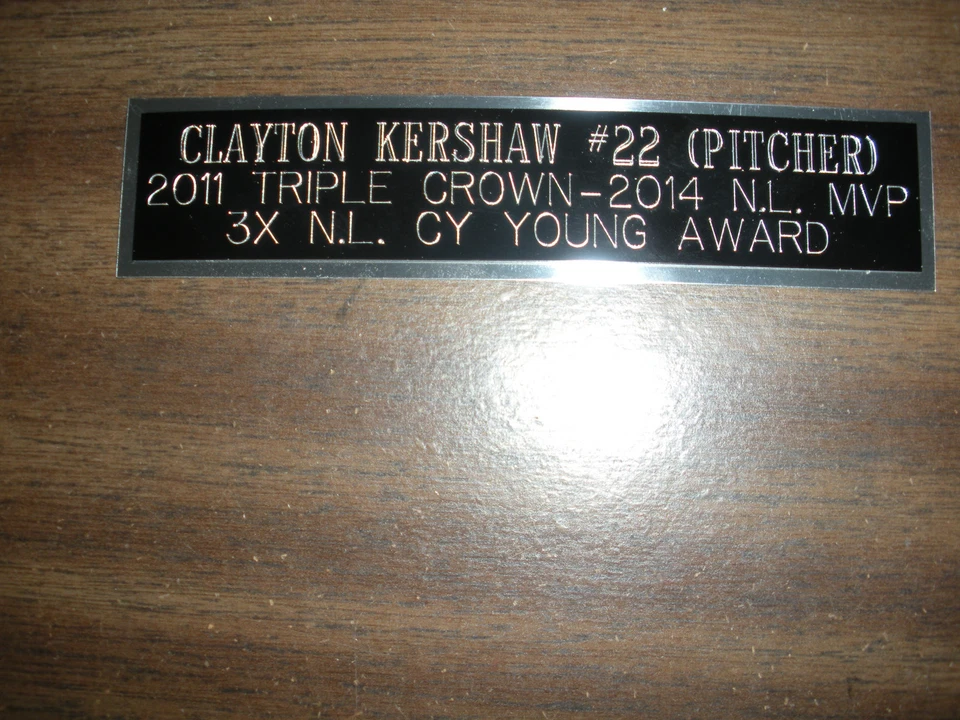 CLAYTON KERSHAW #22 (PITCHER)
2011 TRIPLE CROWN-2014 N.L. MVP
3X N.L. CY YOUNG AWARD